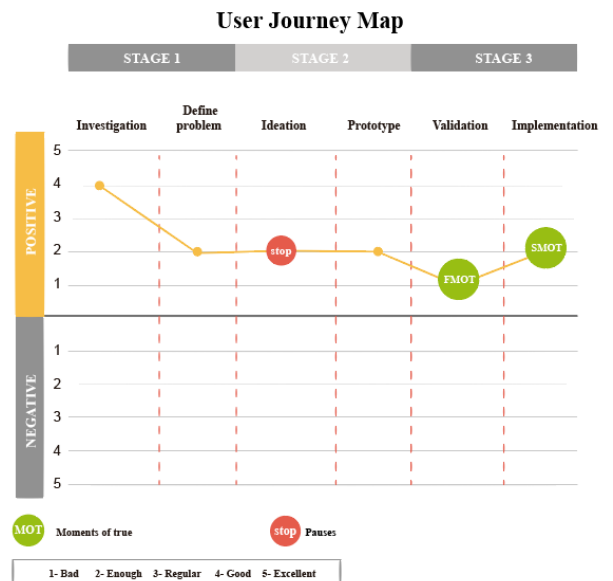 User Journey Map
STAGE 1 STAGE 2 STAGE 3
Investigation Define problem Ideation Prototype Validation Implementation
POSITIVE
5
4
3
2 stop SMOT
1 FMOT
NEGATIVE
1
2
3
4
5
MOT Moments of true stop Pauses
1- Bad 2- Enough 3- Regular 4- Good 5- Excellent